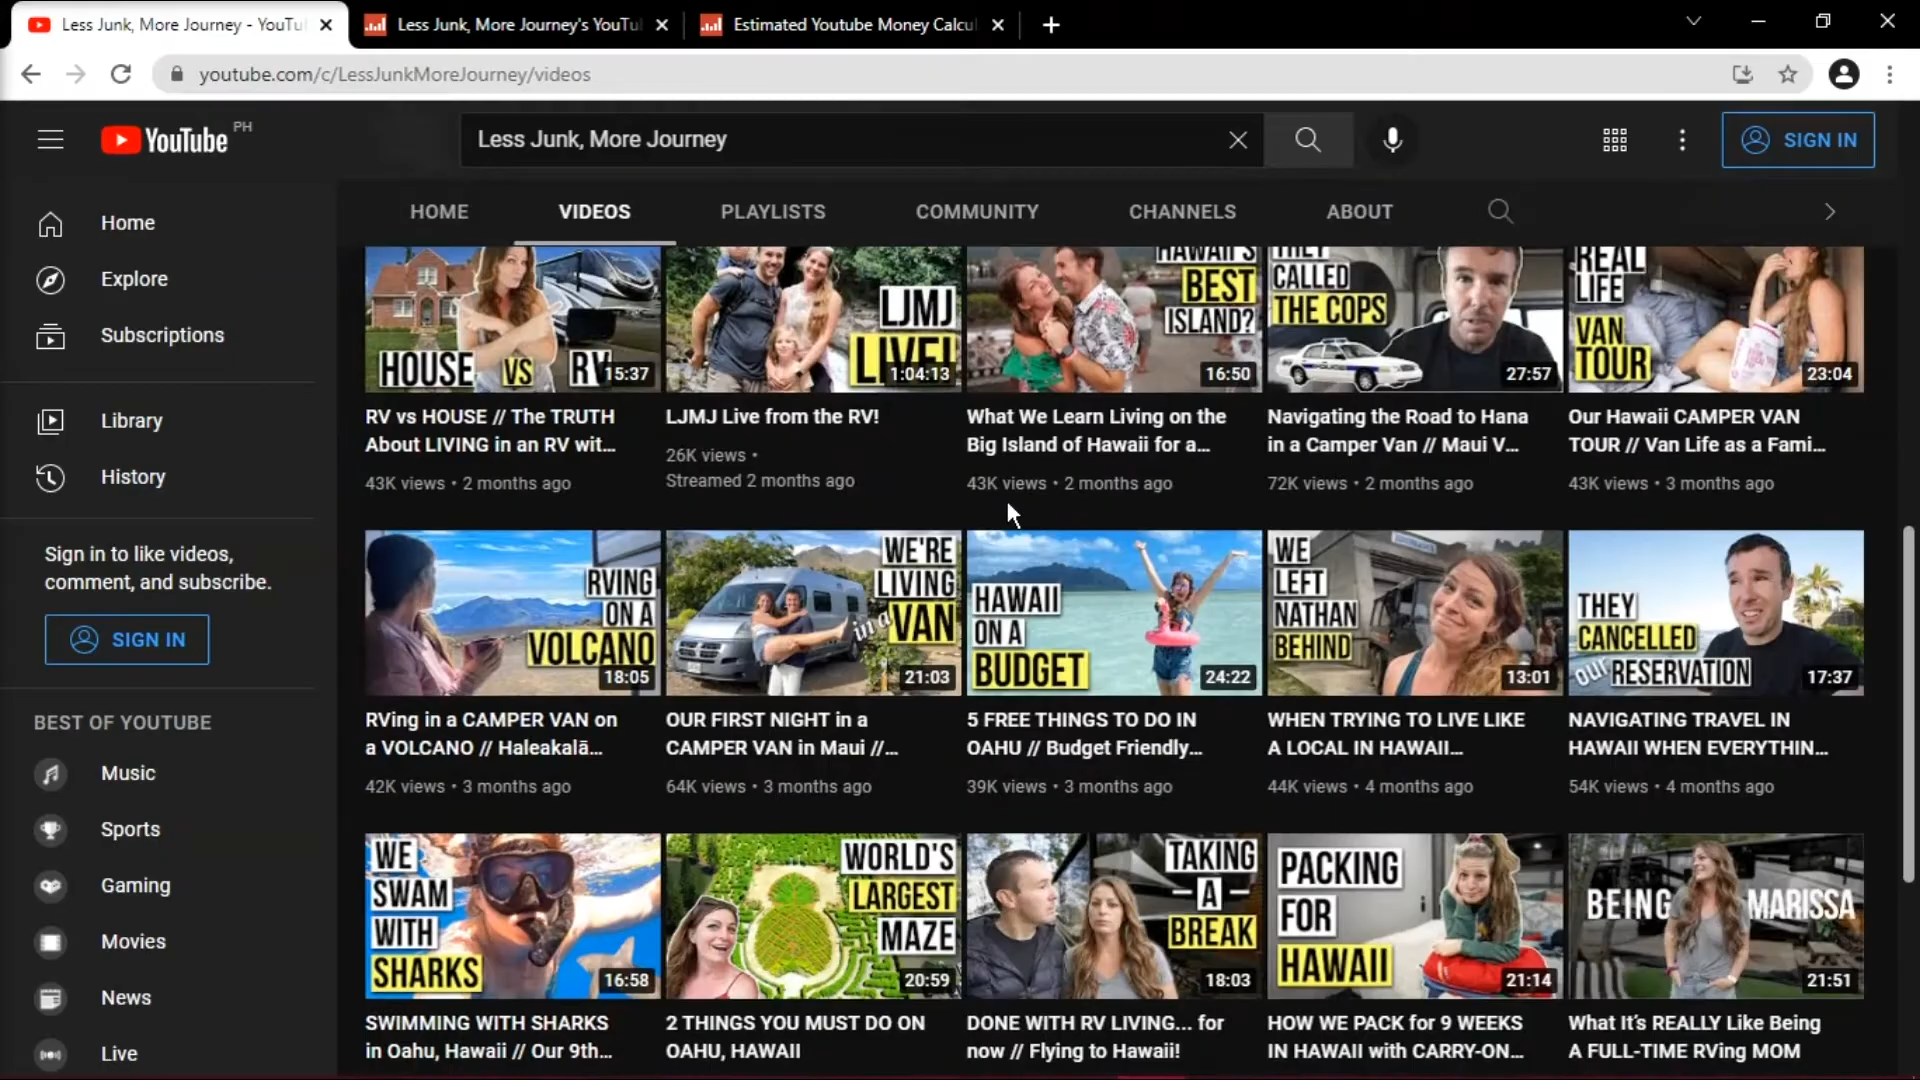 Less Junk, More Journey - YouTu
Less Junk, More Journey's YouTu
Estimated Youtube Money Calcu
youtube.com/c/LessJunkMoreJourney/videos
YouTube PH
Less Junk, More Journey
SIGN IN
HOME
VIDEOS
PLAYLISTS
COMMUNITY
CHANNELS
ABOUT
Home
Explore
Subscriptions
Library
History
Sign in to like videos,
comment, and subscribe.
SIGN IN
BEST OF YOUTUBE
Music
Sports
Gaming
Movies
News
Live
HOUSE VS RV
15:37
RV vs HOUSE // The TRUTH
About LIVING in an RV wit...
43K views • 2 months ago
LJMJ
LIVE!
1:04:13
LJMJ Live from the RV!
26K views •
Streamed 2 months ago
HAWAII'S
BEST
ISLAND?
16:50
What We Learn Living on the
Big Island of Hawaii for a...
43K views • 2 months ago
THEY
CALLED
THE COPS
27:57
Navigating the Road to Hana
in a Camper Van // Maui V...
72K views • 2 months ago
REAL
LIFE
VAN
TOUR
23:04
Our Hawaii CAMPER VAN
TOUR // Van Life as a Fami...
43K views • 3 months ago
RVING
ON A
VOLCANO
18:05
RVing in a CAMPER VAN on
a VOLCANO // Haleakalā...
42K views • 3 months ago
WE'RE
LIVING
in a VAN
21:03
OUR FIRST NIGHT in a
CAMPER VAN in Maui //...
64K views • 3 months ago
HAWAII
ON A
BUDGET
24:22
5 FREE THINGS TO DO IN
OAHU // Budget Friendly...
39K views • 3 months ago
WE
LEFT
NATHAN
BEHIND
13:01
WHEN TRYING TO LIVE LIKE
A LOCAL IN HAWAII...
44K views • 4 months ago
THEY
CANCELLED
our RESERVATION
17:37
NAVIGATING TRAVEL IN
HAWAII WHEN EVERYTHIN...
54K views • 4 months ago
WE
SWAM
WITH
SHARKS
16:58
SWIMMING WITH SHARKS
in Oahu, Hawaii // Our 9th...
WORLD'S
LARGEST
MAZE
20:59
2 THINGS YOU MUST DO ON
OAHU, HAWAII
TAKING
A
BREAK
18:03
DONE WITH RV LIVING... for
now // Flying to Hawaii!
PACKING
FOR
HAWAII
21:14
HOW WE PACK for 9 WEEKS
IN HAWAII with CARRY-ON...
BEING MARISSA
21:51
What It's REALLY Like Being
A FULL-TIME RVing MOM